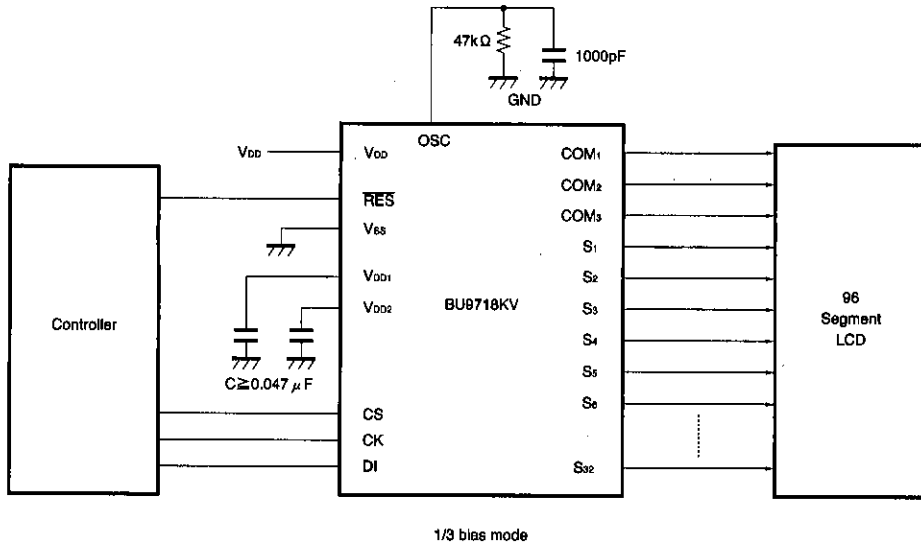 47kΩ
1000pF
GND
OSC
VDD
VDD
RES
VSS
VDD1
VDD2
C≧0.047 μF
CS
CK
DI
Controller
BU9718KV
COM1
COM2
COM3
S1
S2
S3
S4
S5
S6
S32
96
Segment
LCD
1/3 bias mode